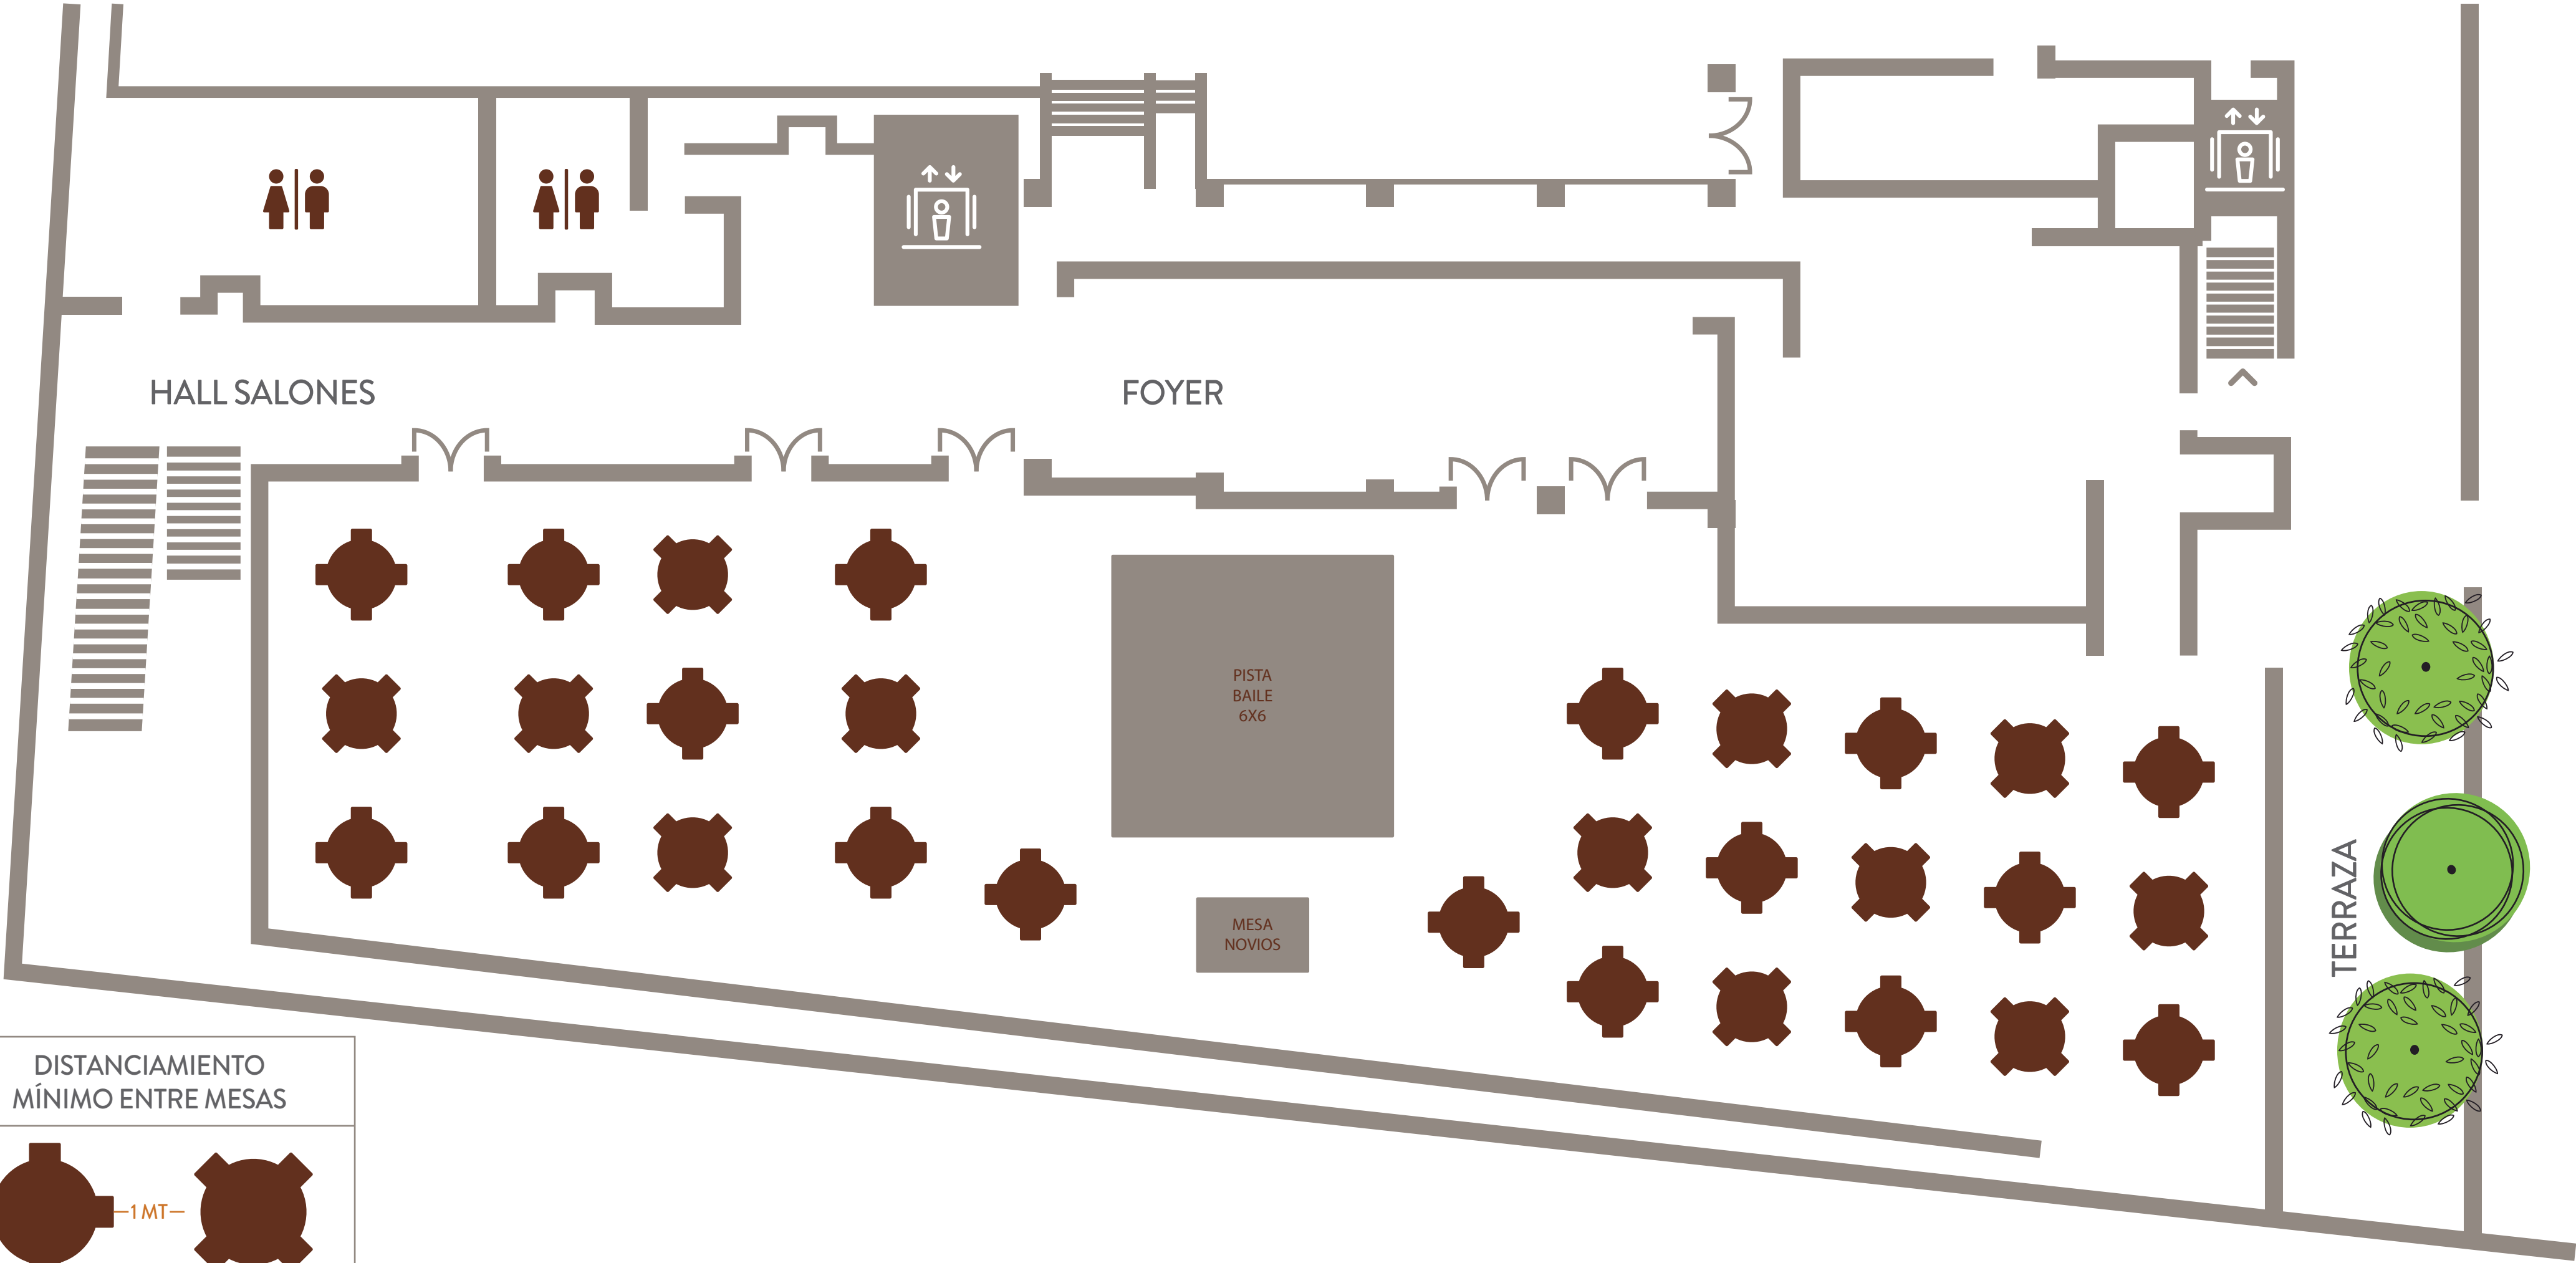 HALL SALONES
FOYER
PISTA
BAILE
6X6
MESA
NOVIOS
TERRAZA
DISTANCIAMIENTO
MÍNIMO ENTRE MESAS
1 MT